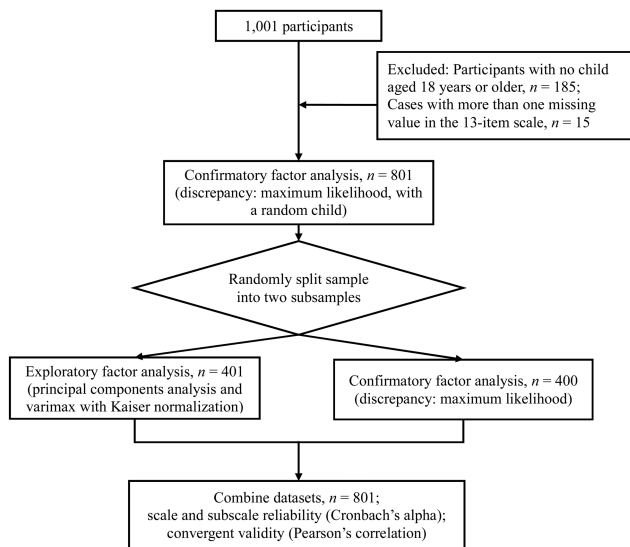 1,001 participants
Excluded: Participants with no child
aged 18 years or older, n = 185;
Cases with more than one missing
value in the 13-item scale, n = 15
Confirmatory factor analysis, n = 801
(discrepancy: maximum likelihood, with
a random child)
Randomly split sample
into two subsamples
Exploratory factor analysis, n = 401
(principal components analysis and
varimax with Kaiser normalization)
Confirmatory factor analysis, n = 400
(discrepancy: maximum likelihood)
Combine datasets, n = 801;
scale and subscale reliability (Cronbach’s alpha);
convergent validity (Pearson’s correlation)